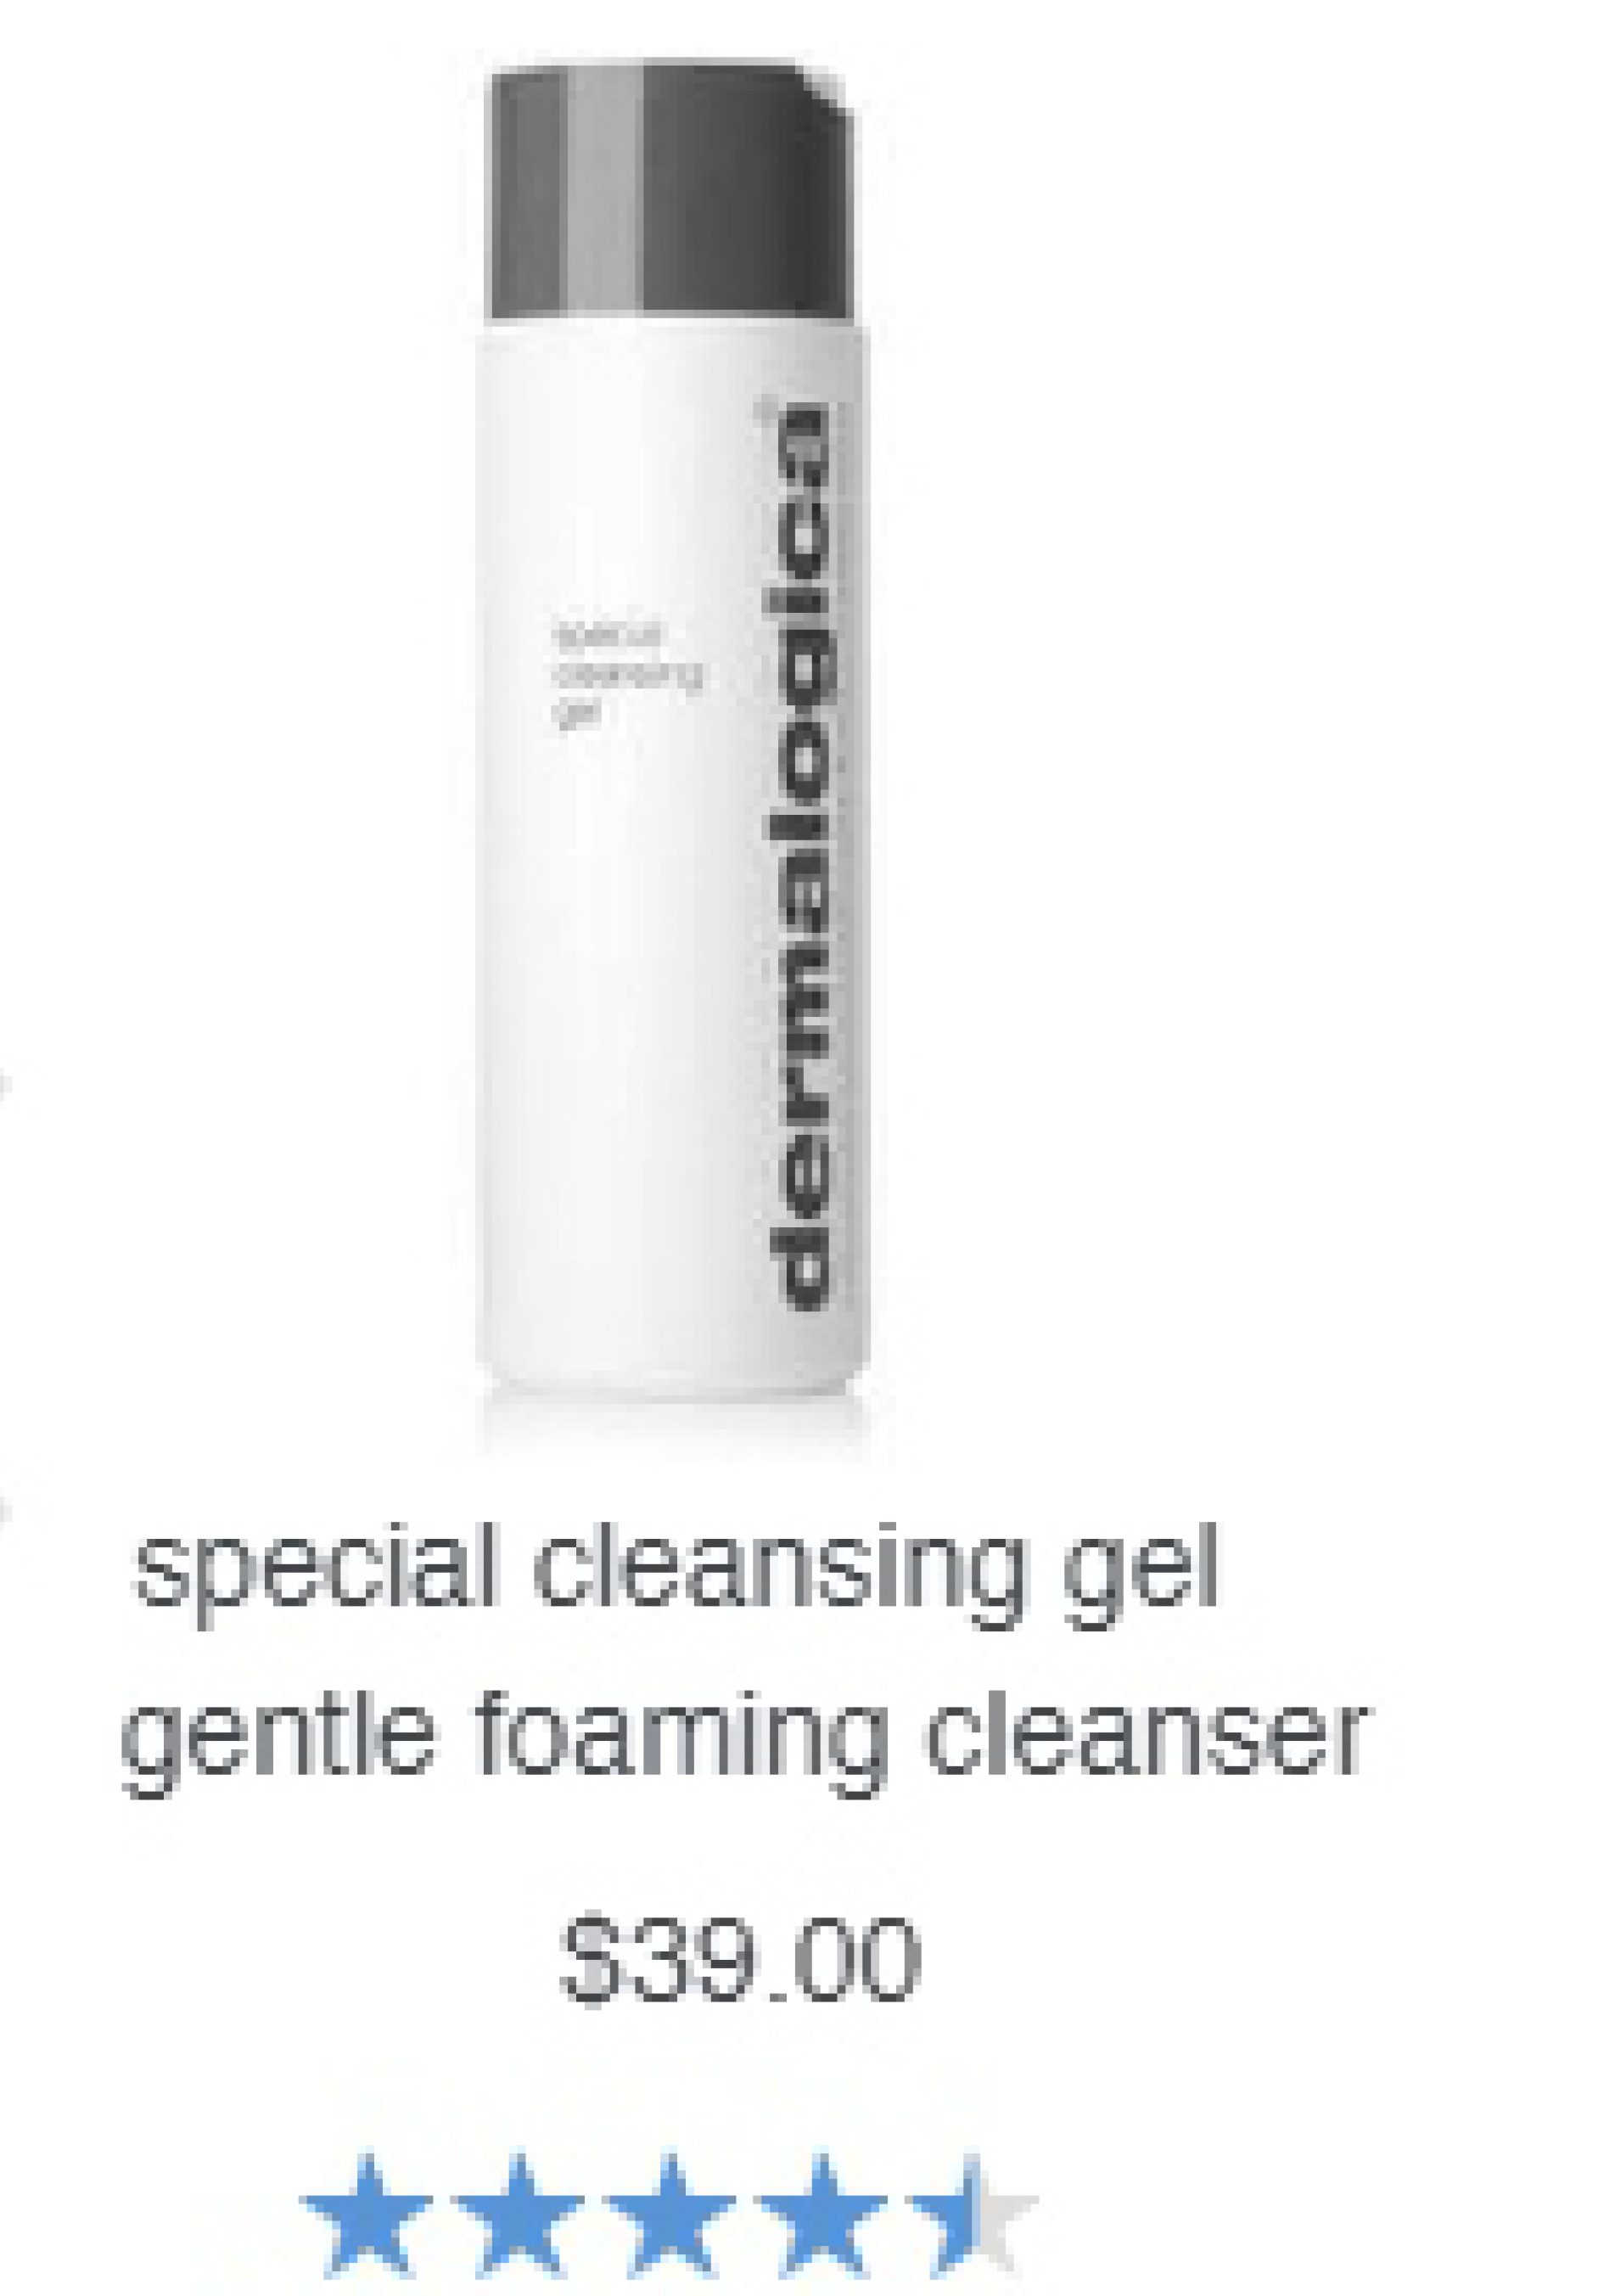 dermalogica
special
cleansing
gel
special cleansing gel
gentle foaming cleanser
$39.00